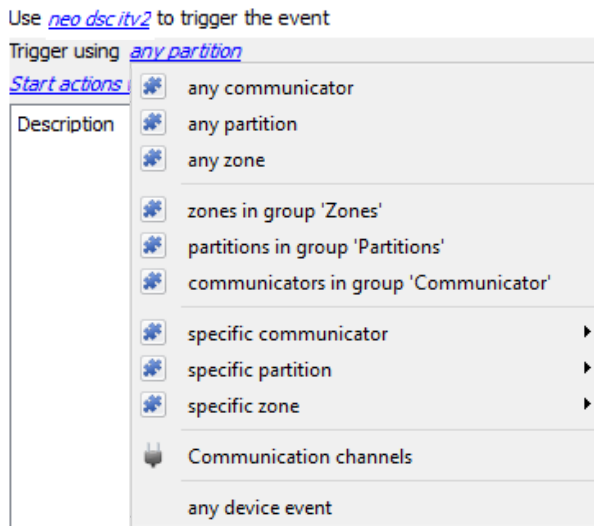 Use neo dsc itv2 to trigger the event
Trigger using any partition
Start actions
Description
any communicator
any partition
any zone
zones in group 'Zones'
partitions in group 'Partitions'
communicators in group 'Communicator'
specific communicator
specific partition
specific zone
Communication channels
any device event